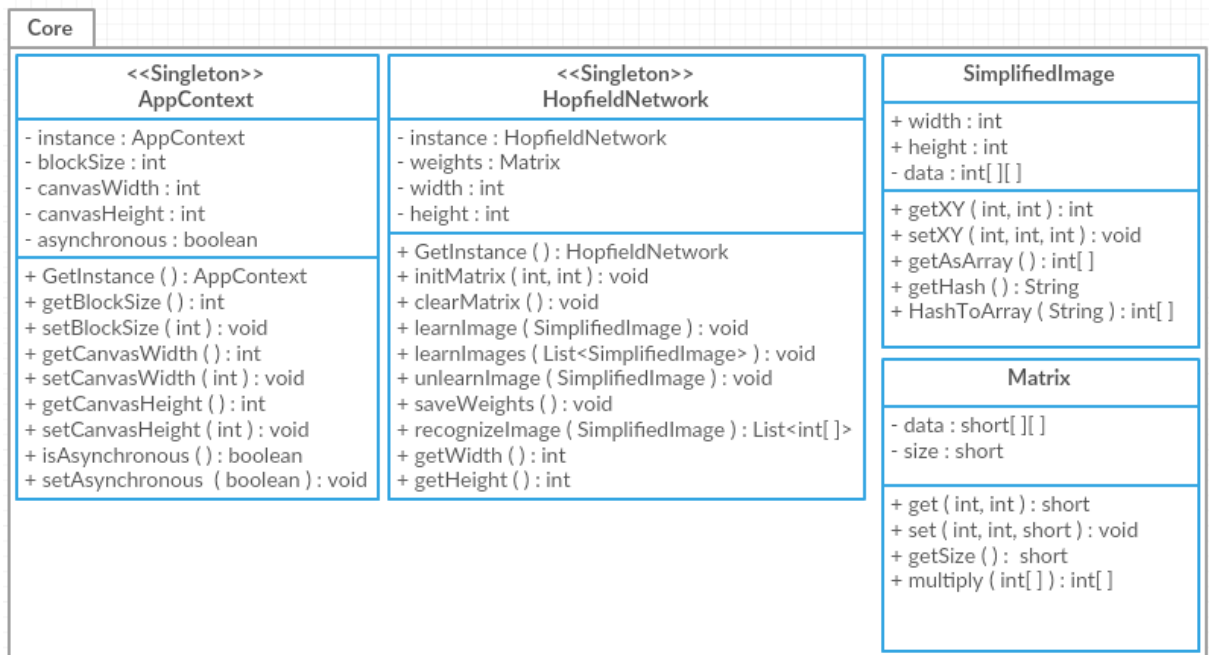 Core
<<Singleton>>
AppContext
- instance : AppContext
- blockSize : int
- canvasWidth : int
- canvasHeight : int
- asynchronous : boolean
+ GetInstance ( ) : AppContext
+ getBlockSize ( ) : int
+ setBlockSize ( int ) : void
+ getCanvasWidth ( ) : int
+ setCanvasWidth ( int ) : void
+ getCanvasHeight ( ) : int
+ setCanvasHeight ( int ) : void
+ isAsynchronous ( ) : boolean
+ setAsynchronous ( boolean ) : void
<<Singleton>>
HopfieldNetwork
- instance : HopfieldNetwork
- weights : Matrix
- width : int
- height : int
+ GetInstance ( ) : HopfieldNetwork
+ initMatrix ( int, int ) : void
+ clearMatrix ( ) : void
+ learnImage ( SimplifiedImage ) : void
+ learnImages ( List<SimplifiedImage> ) : void
+ unlearnImage ( SimplifiedImage ) : void
+ saveWeights ( ) : void
+ recognizeImage ( SimplifiedImage ) : List<int[ ]>
+ getWidth ( ) : int
+ getHeight ( ) : int
SimplifiedImage
+ width : int
+ height : int
- data : int[ ][ ]
+ getXY ( int, int ) : int
+ setXY ( int, int, int ) : void
+ getAsArray ( ) : int[ ]
+ getHash ( ) : String
+ HashToArray ( String ) : int[ ]
Matrix
- data : short[ ][ ]
- size : short
+ get ( int, int ) : short
+ set ( int, int, short ) : void
+ getSize ( ) : short
+ multiply ( int[ ] ) : int[ ]